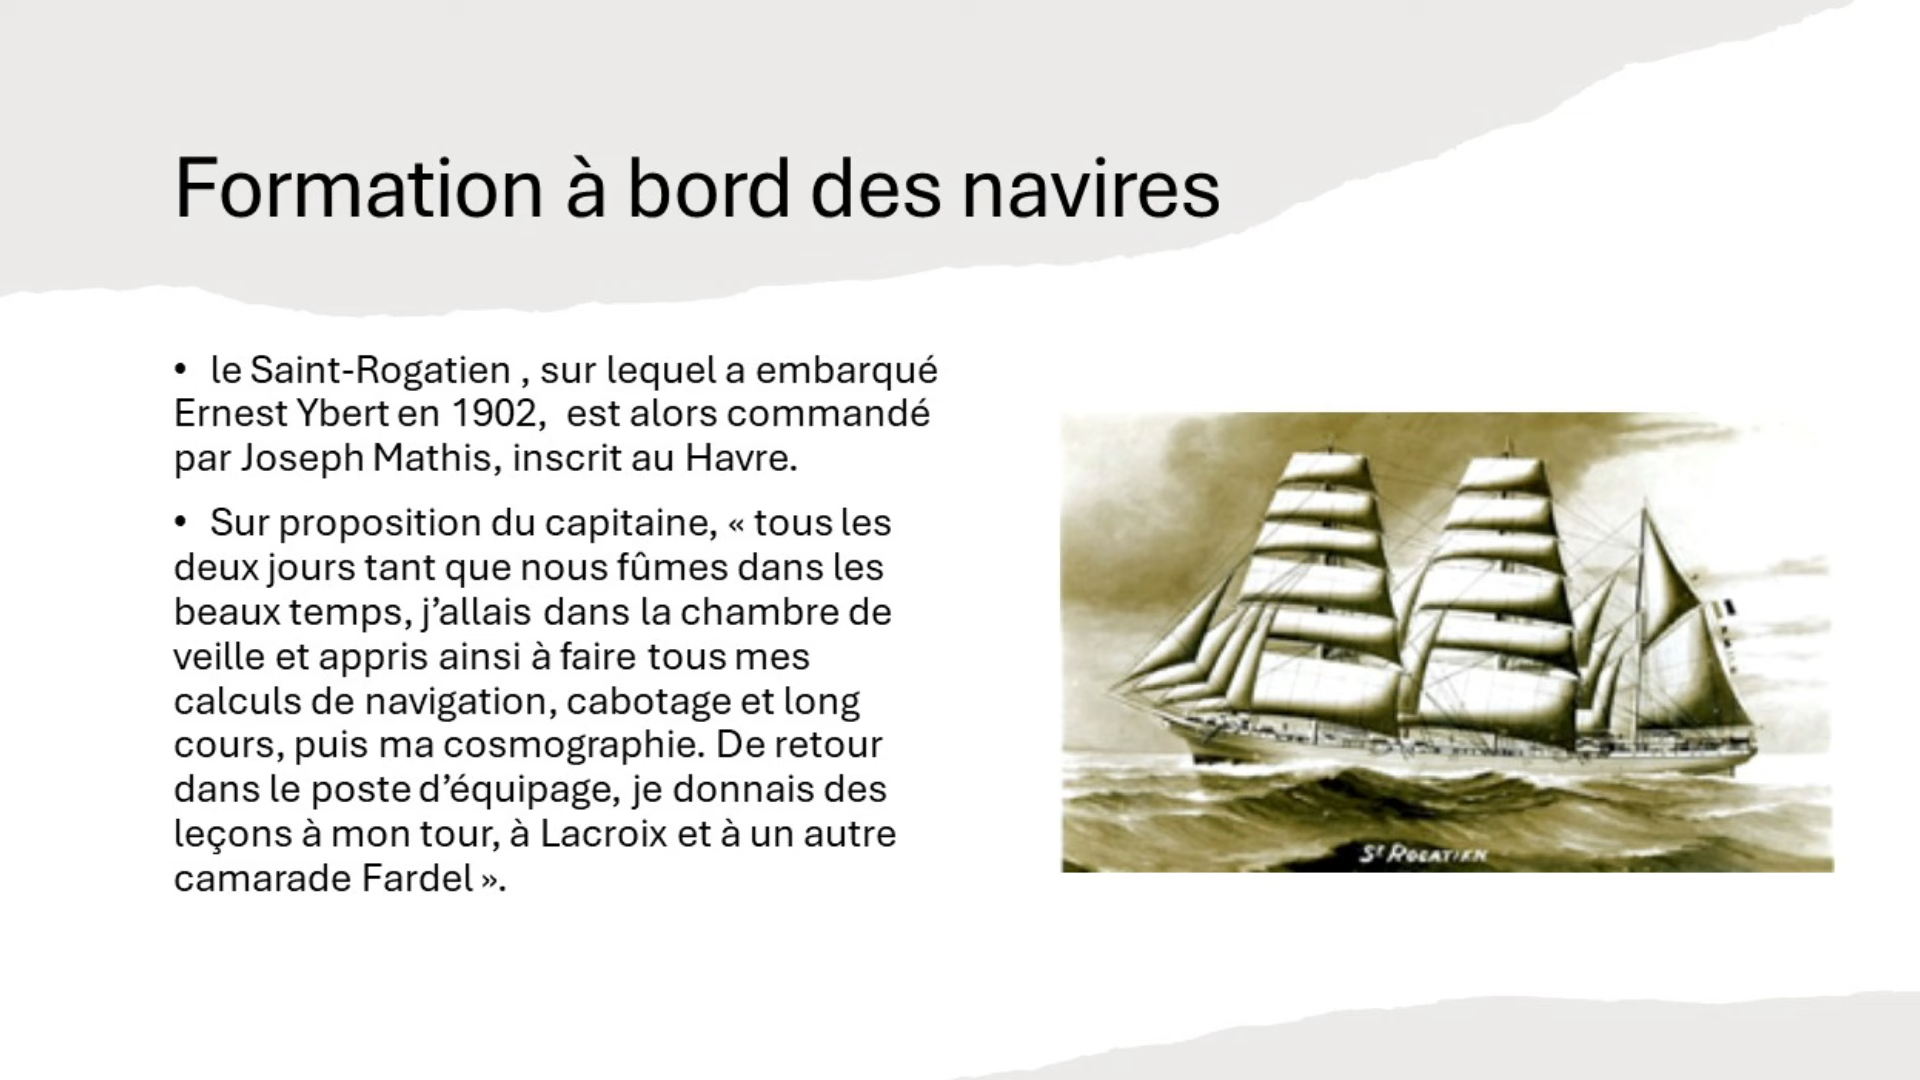 Formation à bord des navires
• le Saint-Rogatien , sur lequel a embarqué
Ernest Ybert en 1902,  est alors commandé
par Joseph Mathis, inscrit au Havre.
• Sur proposition du capitaine, « tous les
deux jours tant que nous fûmes dans les
beaux temps, j’allais dans la chambre de
veille et appris ainsi à faire tous mes
calculs de navigation, cabotage et long
cours, puis ma cosmographie. De retour
dans le poste d’équipage, je donnais des
leçons à mon tour, à Lacroix et à un autre
camarade Fardel ».
St ROGATIEN